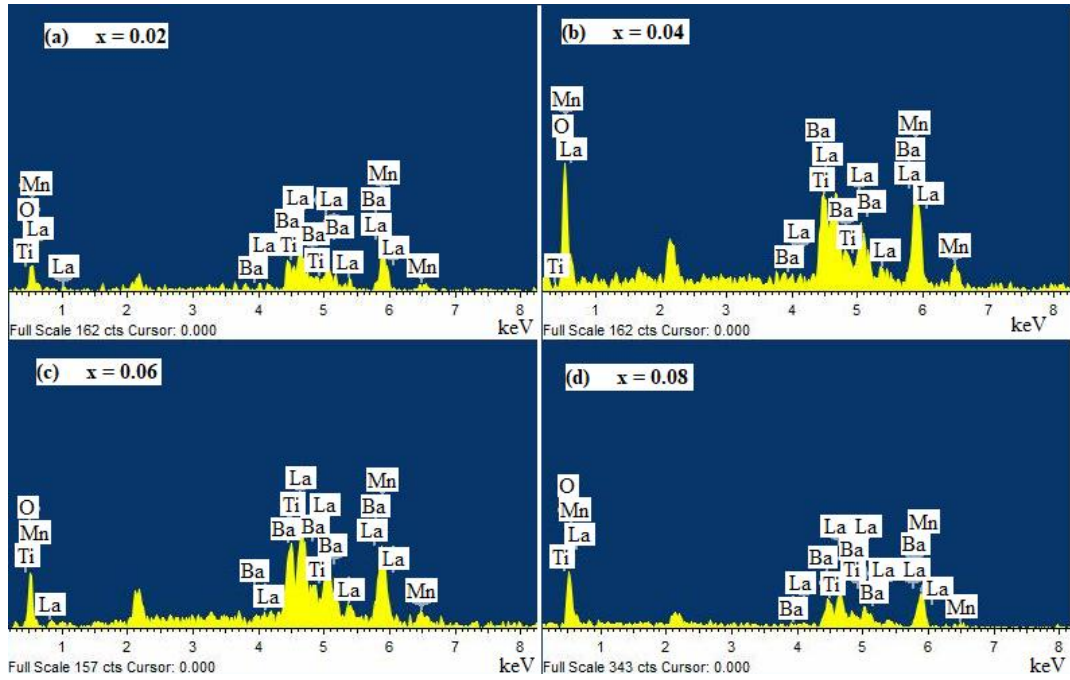 (a) x = 0.02
Mn
O
La
Ti
La
Ba
La
La
Ba
Ti
Ba
Ti
La
Ba
La
Mn
Ba
La
La
Mn
1 2 3 4 5 6 7 8
Full Scale 162 cts Cursor: 0.000 keV
(b) x = 0.04
Mn
O
La
Ti
Ba
La
Ba
La
Ti
Ba
Ti
La
Ba
La
Mn
Ba
La
La
Mn
1 2 3 4 5 6 7 8
Full Scale 162 cts Cursor: 0.000 keV
(c) x = 0.06
O
Mn
Ti
La
Ba
La
La
Ti
Ba
Ba
Ti
La
Ba
La
Mn
Ba
La
La
Mn
1 2 3 4 5 6 7 8
Full Scale 157 cts Cursor: 0.000 keV
(d) x = 0.08
O
Mn
La
Ti
La
Ba
La
Ba
Ti
Ba
Ti
La
Ba
La
Mn
Ba
La
La
Mn
1 2 3 4 5 6 7 8
Full Scale 343 cts Cursor: 0.000 keV